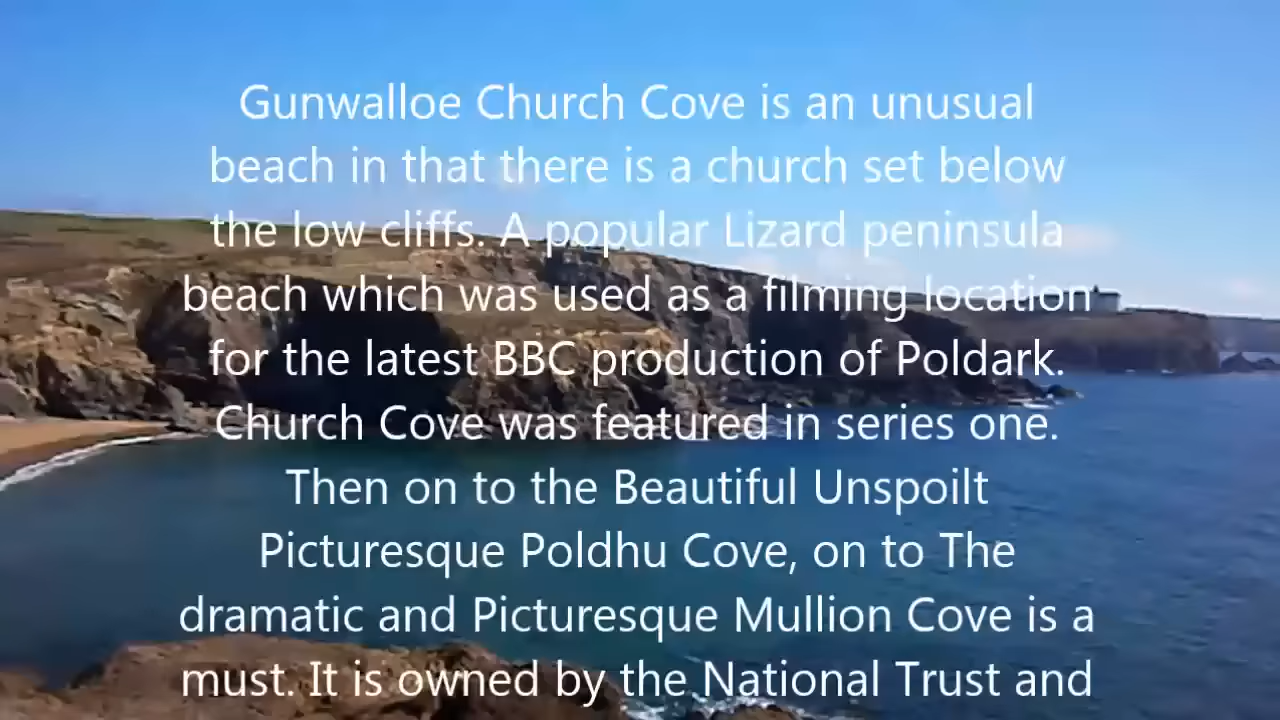 Gunwalloe Church Cove is an unusual
beach in that there is a church set below
the low cliffs. A popular Lizard peninsula
beach which was used as a filming location
for the latest BBC production of Poldark.
Church Cove was featured in series one.
Then on to the Beautiful Unspoilt
Picturesque Poldhu Cove, on to The
dramatic and Picturesque Mullion Cove is a
must. It is owned by the National Trust and